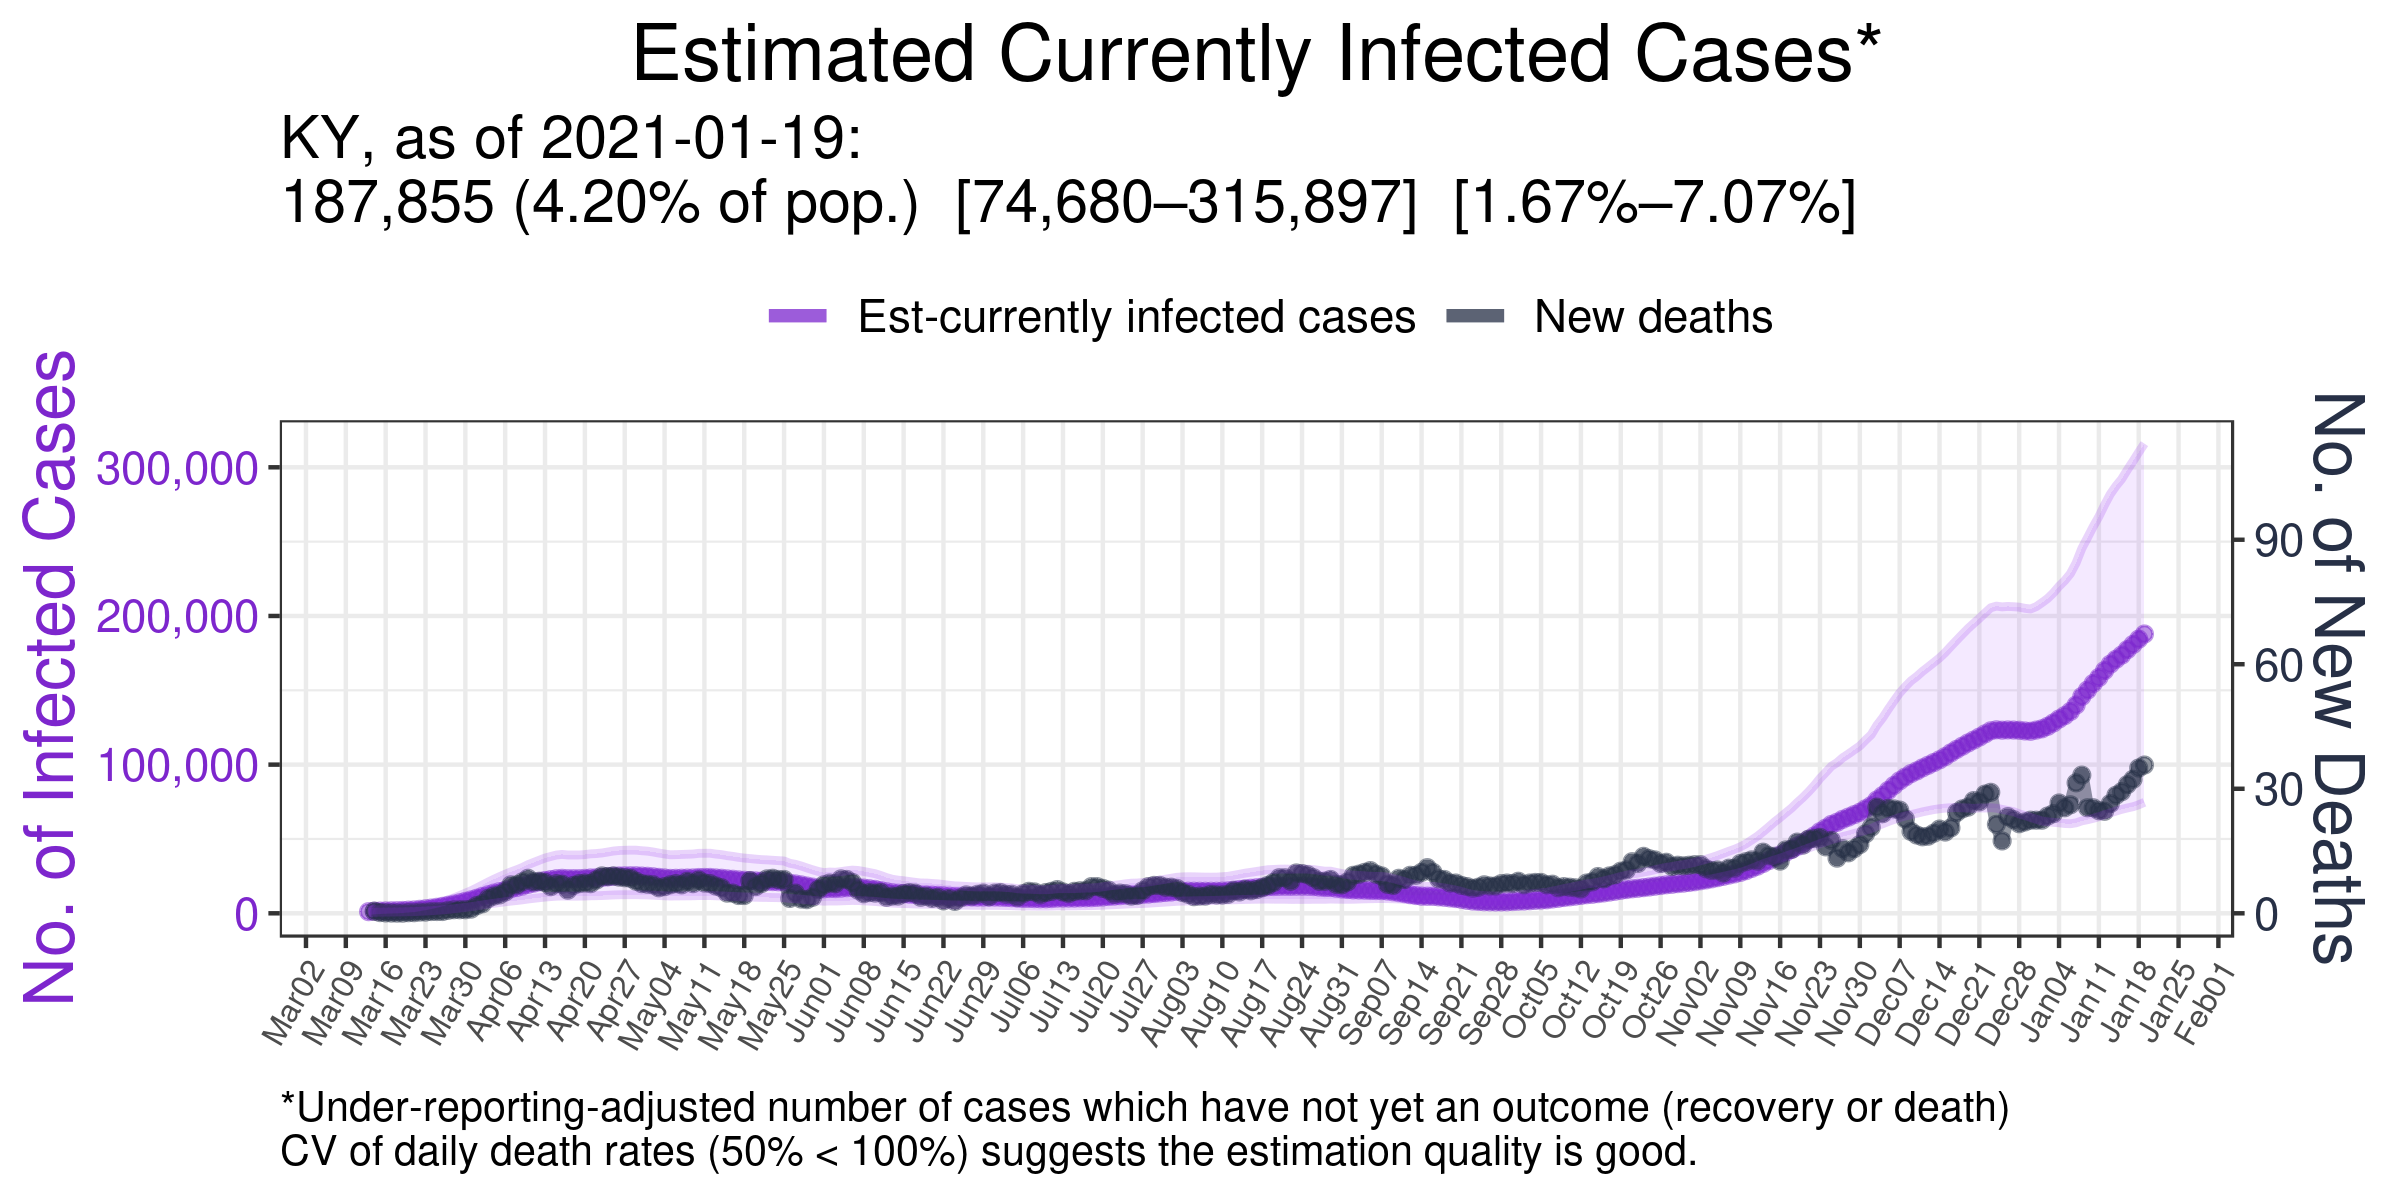 Estimated Currently Infected Cases*
KY, as of 2021-01-19:
187,855 (4.20% of pop.) [74,680–315,897] [1.67%–7.07%]
Est-currently infected cases
New deaths
No. of Infected Cases
300,000
200,000
100,000
0
90
60
30
0
No. of New Deaths
Mar02
Mar09
Mar16
Mar23
Mar30
Apr06
Apr13
Apr20
Apr27
May04
May11
May18
May25
Jun01
Jun08
Jun15
Jun22
Jun29
Jul06
Jul13
Jul20
Jul27
Aug03
Aug10
Aug17
Aug24
Aug31
Sep07
Sep14
Sep21
Sep28
Oct05
Oct12
Oct19
Oct26
Nov02
Nov09
Nov16
Nov23
Nov30
Dec07
Dec14
Dec21
Dec28
Jan04
Jan11
Jan18
Jan25
Feb01
*Under-reporting-adjusted number of cases which have not yet an outcome (recovery or death)
CV of daily death rates (50% < 100%) suggests the estimation quality is good.